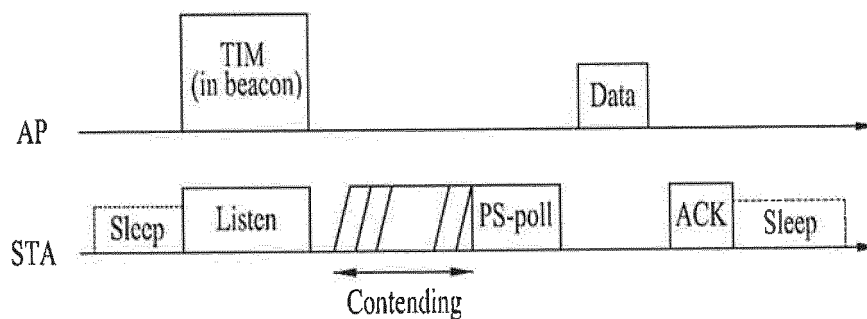 TIM
(in beacon)
Data
AP
Sleep
Listen
PS-poll
ACK
Sleep
STA
Contending